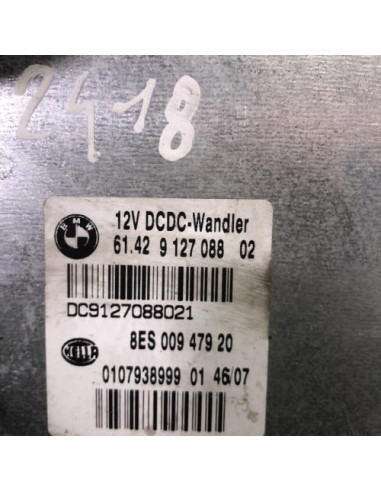 2418
BMW
12V DCDC-Wandler
61.42 9 127 088 02
DC9127088021
8ES 009 479 20
HELLA
0107938999 01 46/07